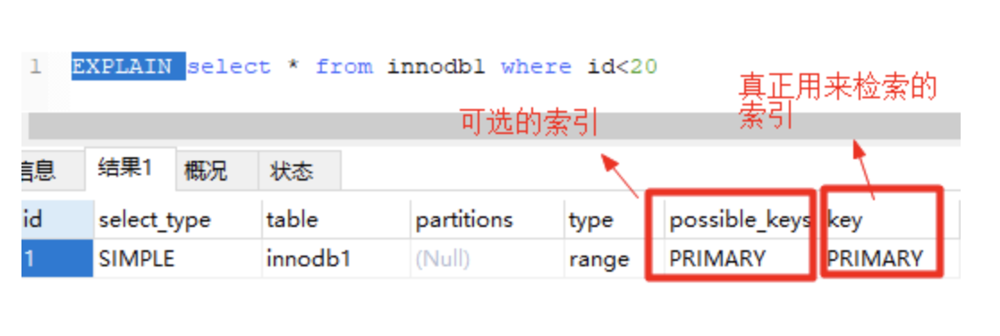 1 EXPLAIN select * from innodb1 where id<20
真正用来检索的
索引
可选的索引
信息 结果1 概况 状态
id select_type table partitions type possible_keys key
1 SIMPLE innodb1 (Null) range PRIMARY PRIMARY